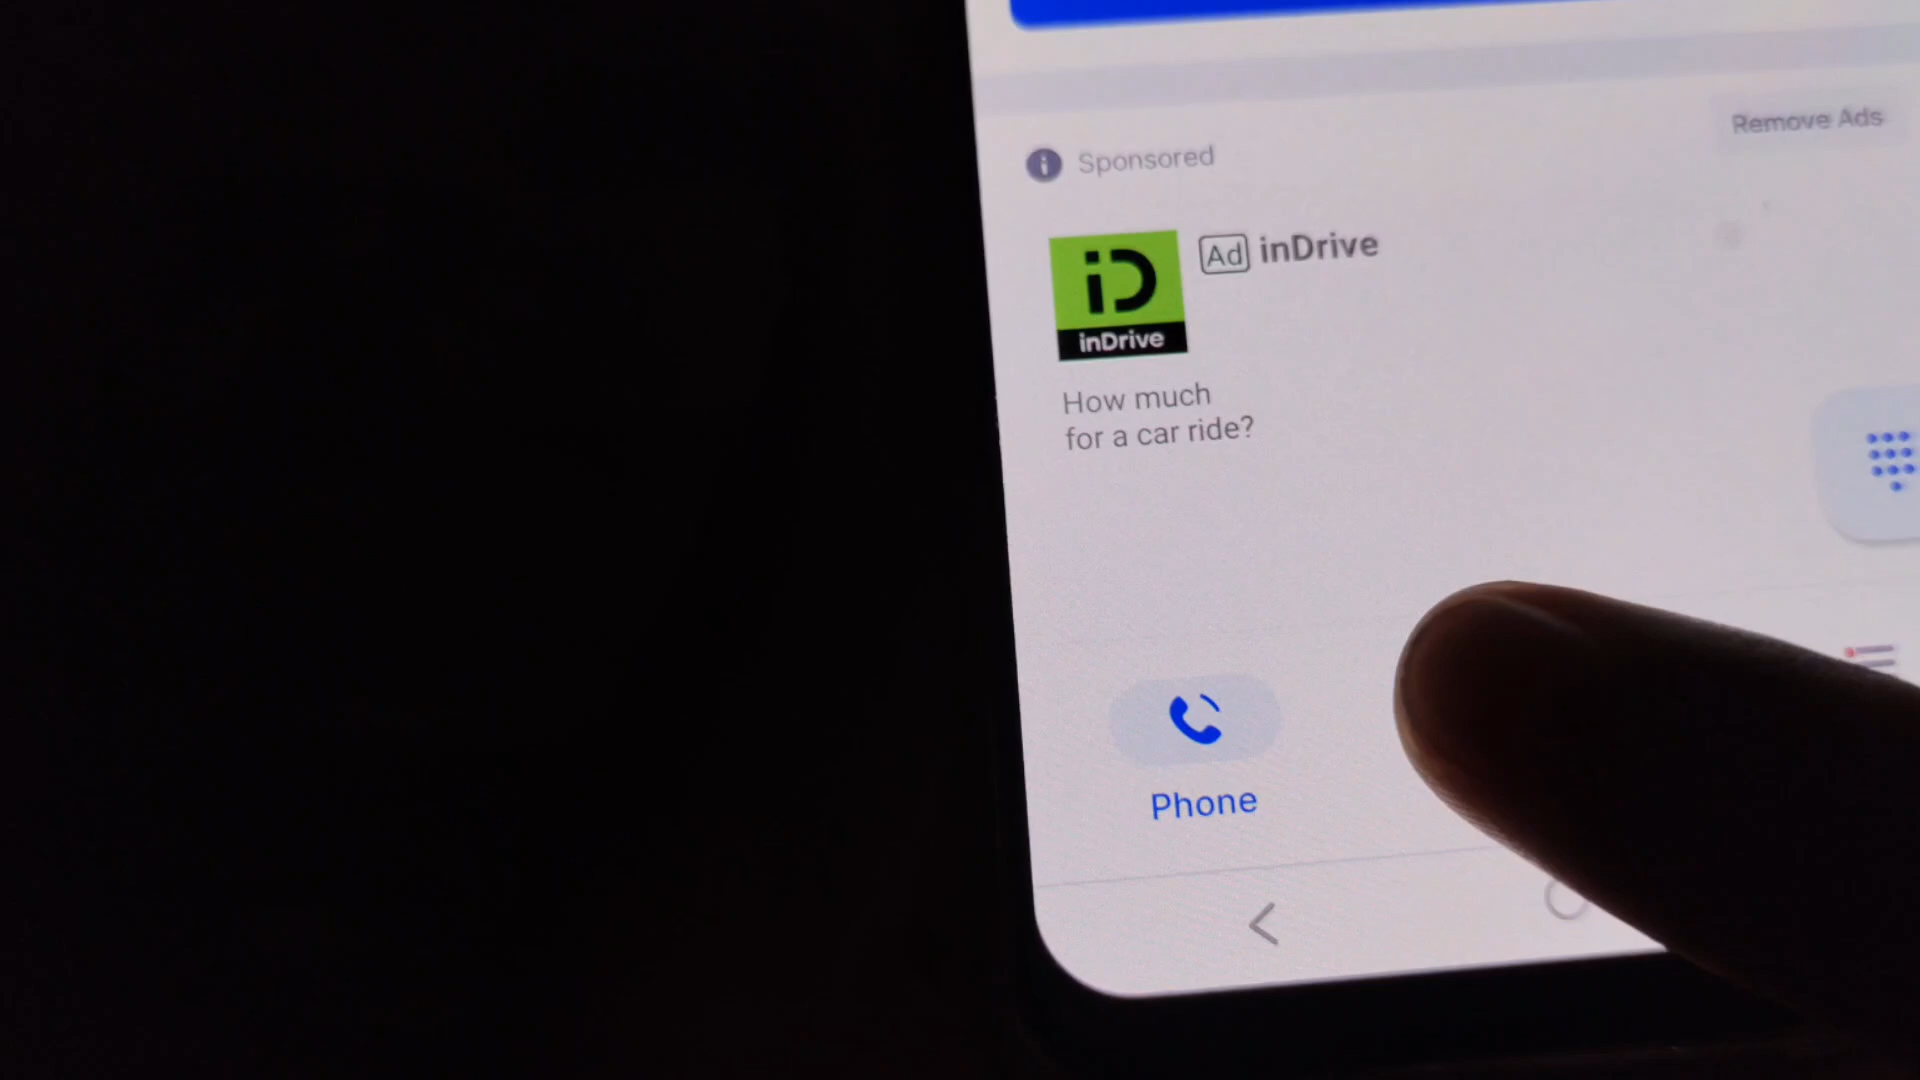 Remove Ads
Sponsored
Ad inDrive
iD
inDrive
How much
for a car ride?
Phone